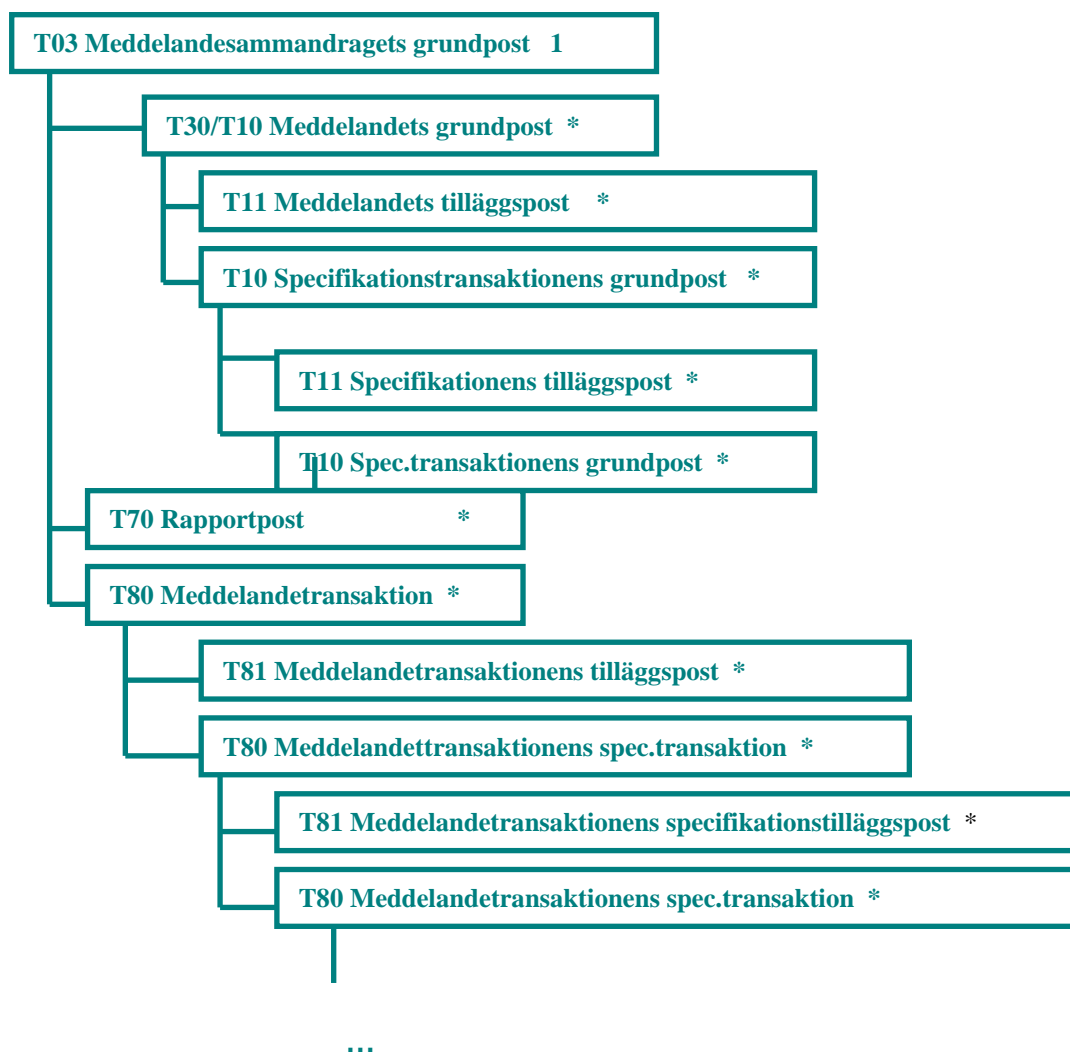 T03 Meddelandesammandragets grundpost 1
T30/T10 Meddelandets grundpost *
T11 Meddelandets tilläggspost *
T10 Specifikationstransaktionens grundpost *
T11 Specifikationens tilläggspost *
T10 Spec.transaktionens grundpost *
T70 Rapportpost *
T80 Meddelandetransaktion *
T81 Meddelandetransaktionens tilläggspost *
T80 Meddelandettransaktionens spec.transaktion *
T81 Meddelandetransaktionens specifikationstilläggspost *
T80 Meddelandetransaktionens spec.transaktion *
...